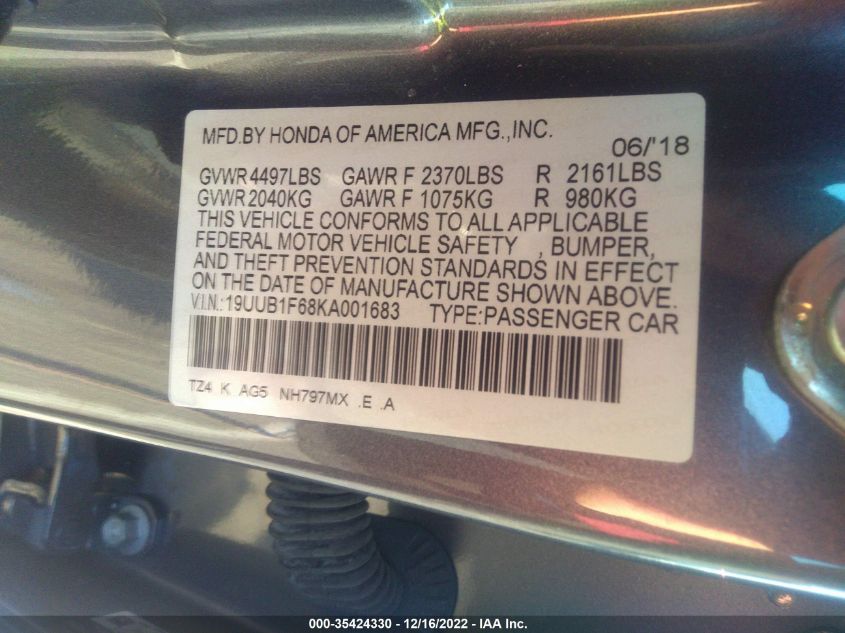 MFD.BY HONDA OF AMERICA MFG.,INC.
06/'18
GVWR 4497LBS GAWR F 2370LBS R 2161LBS
GVWR 2040KG GAWR F 1075KG R 980KG
THIS VEHICLE CONFORMS TO ALL APPLICABLE
FEDERAL MOTOR VEHICLE SAFETY , BUMPER,
AND THEFT PREVENTION STANDARDS IN EFFECT
ON THE DATE OF MANUFACTURE SHOWN ABOVE.
V.I.N.:19UUB1F68KA001683 TYPE:PASSENGER CAR
TZ4 K AG5 NH797MX .E .A
000-35424330 - 12/16/2022 - IAA Inc.